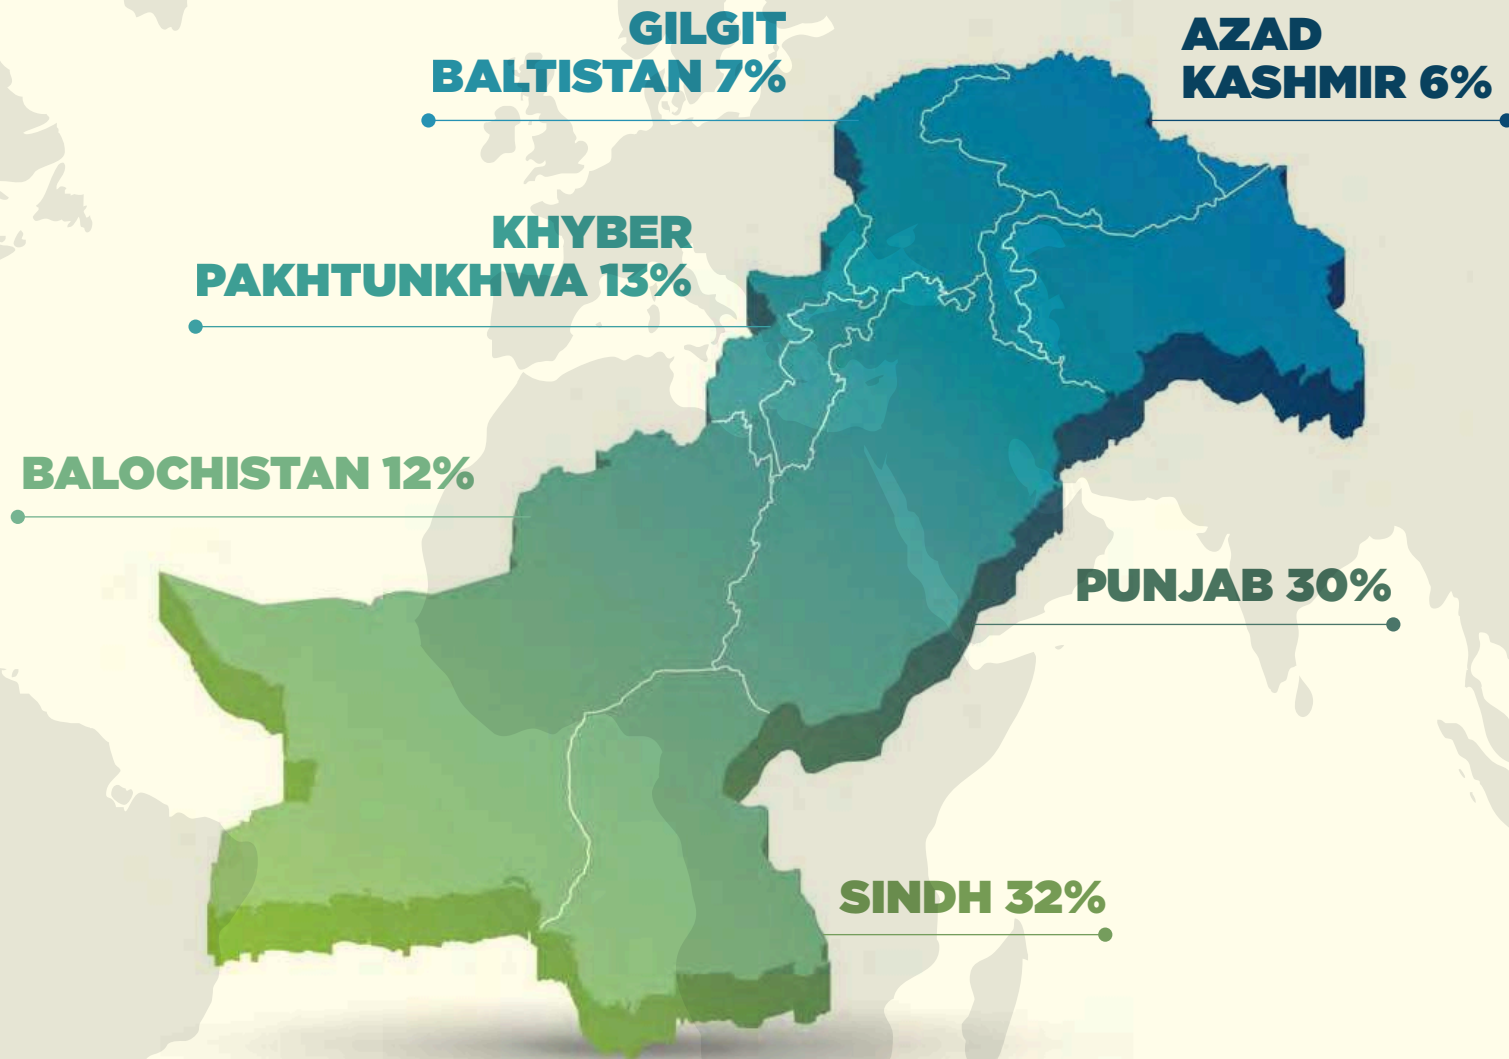 GILGIT
BALTISTAN 7%
AZAD
KASHMIR 6%
KHYBER
PAKHTUNKHWA 13%
BALOCHISTAN 12%
PUNJAB 30%
SINDH 32%